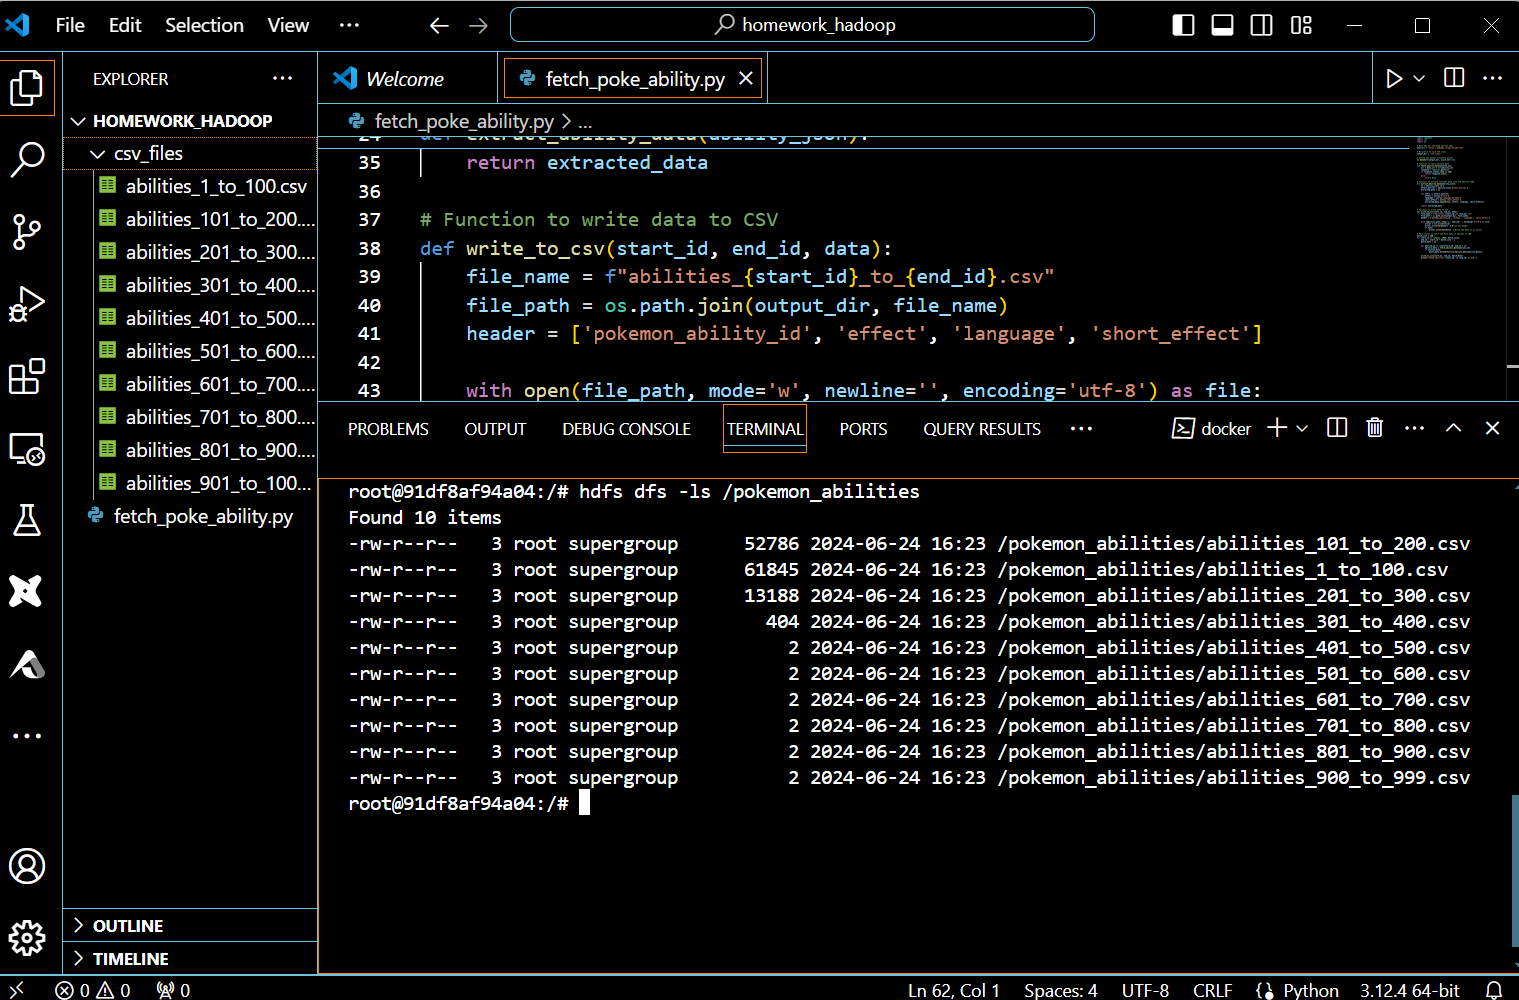 File Edit Selection View ··· homework_hadoop
EXPLORER ···
HOMEWORK_HADOOP
csv_files
abilities_1_to_100.csv
abilities_101_to_200....
abilities_201_to_300....
abilities_301_to_400....
abilities_401_to_500....
abilities_501_to_600....
abilities_601_to_700....
abilities_701_to_800....
abilities_801_to_900....
abilities_901_to_100...
fetch_poke_ability.py
OUTLINE
TIMELINE
Welcome fetch_poke_ability.py
fetch_poke_ability.py > ...
24 def extract_ability_data(ability_json):
35 return extracted_data
36
37 # Function to write data to CSV
38 def write_to_csv(start_id, end_id, data):
39 file_name = f"abilities_{start_id}_to_{end_id}.csv"
40 file_path = os.path.join(output_dir, file_name)
41 header = ['pokemon_ability_id', 'effect', 'language', 'short_effect']
42
43 with open(file_path, mode='w', newline='', encoding='utf-8') as file:
PROBLEMS OUTPUT DEBUG CONSOLE TERMINAL PORTS QUERY RESULTS ··· docker
root@91df8af94a04:/# hdfs dfs -ls /pokemon_abilities
Found 10 items
-rw-r--r-- 3 root supergroup 52786 2024-06-24 16:23 /pokemon_abilities/abilities_101_to_200.csv
-rw-r--r-- 3 root supergroup 61845 2024-06-24 16:23 /pokemon_abilities/abilities_1_to_100.csv
-rw-r--r-- 3 root supergroup 13188 2024-06-24 16:23 /pokemon_abilities/abilities_201_to_300.csv
-rw-r--r-- 3 root supergroup 404 2024-06-24 16:23 /pokemon_abilities/abilities_301_to_400.csv
-rw-r--r-- 3 root supergroup 2 2024-06-24 16:23 /pokemon_abilities/abilities_401_to_500.csv
-rw-r--r-- 3 root supergroup 2 2024-06-24 16:23 /pokemon_abilities/abilities_501_to_600.csv
-rw-r--r-- 3 root supergroup 2 2024-06-24 16:23 /pokemon_abilities/abilities_601_to_700.csv
-rw-r--r-- 3 root supergroup 2 2024-06-24 16:23 /pokemon_abilities/abilities_701_to_800.csv
-rw-r--r-- 3 root supergroup 2 2024-06-24 16:23 /pokemon_abilities/abilities_801_to_900.csv
-rw-r--r-- 3 root supergroup 2 2024-06-24 16:23 /pokemon_abilities/abilities_900_to_999.csv
root@91df8af94a04:/#
0 0 0 Ln 62, Col 1 Spaces: 4 UTF-8 CRLF Python 3.12.4 64-bit